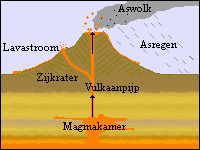 Aswolk
Lavastroom
Asregen
Zijkrater
Vulkaanpijp
Magmakamer